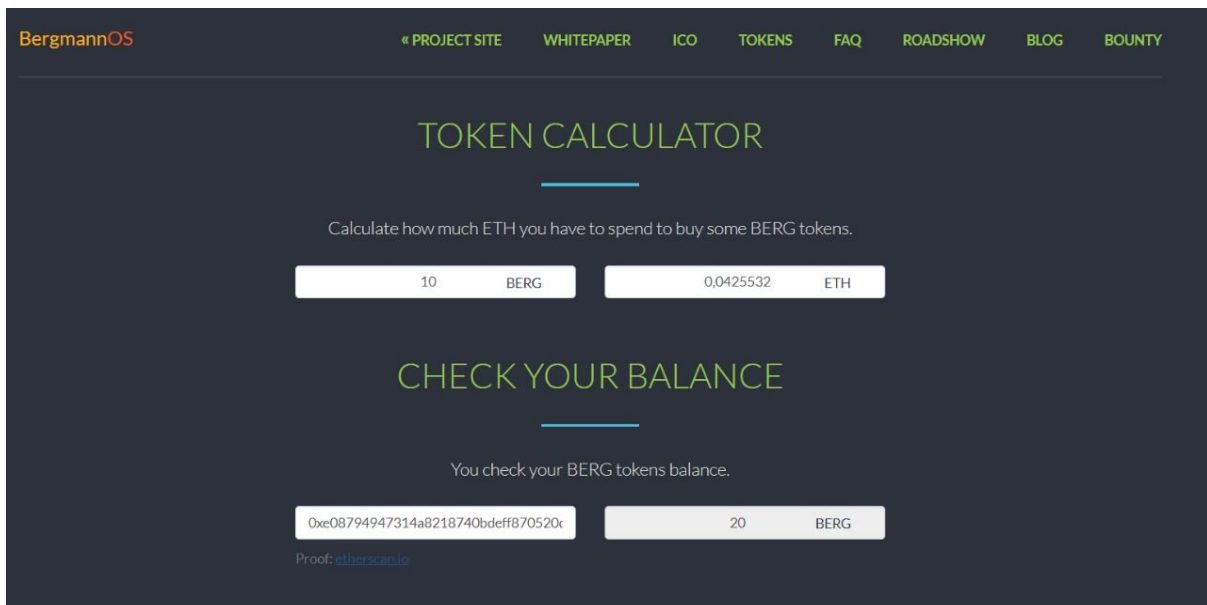 BergmannOS « PROJECT SITE WHITEPAPER ICO TOKENS FAQ ROADSHOW BLOG BOUNTY
TOKEN CALCULATOR
Calculate how much ETH you have to spend to buy some BERG tokens.
10 BERG 0,0425532 ETH
CHECK YOUR BALANCE
You check your BERG tokens balance.
0xe08794947314a8218740bdeff870520c 20 BERG
Proof: etherscan.io